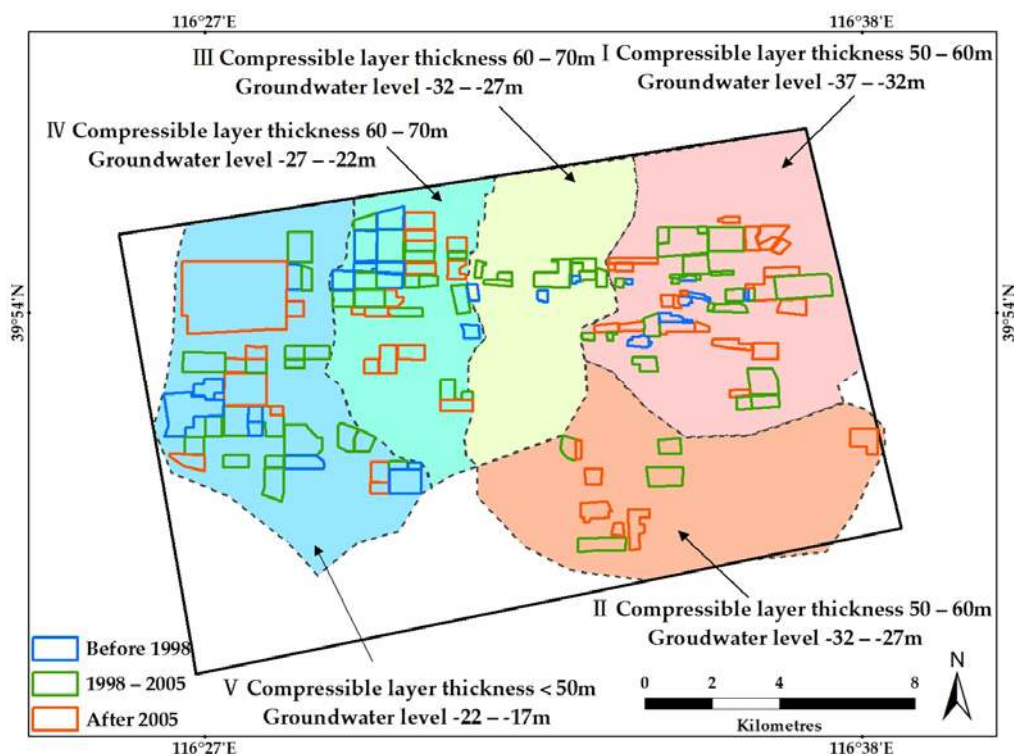 116°27'E
116°38'E
III Compressible layer thickness 60 – 70m
Groundwater level -32 – -27m
I Compressible layer thickness 50 – 60m
Groundwater level -37 – -32m
IV Compressible layer thickness 60 – 70m
Groundwater level -27 – -22m
39°54'N
39°54'N
II Compressible layer thickness 50 – 60m
Groudwater level -32 – -27m
Before 1998
1998 – 2005
After 2005
V Compressible layer thickness < 50m
Groundwater level -22 – -17m
0 2 4 8
Kilometres
N
116°27'E
116°38'E